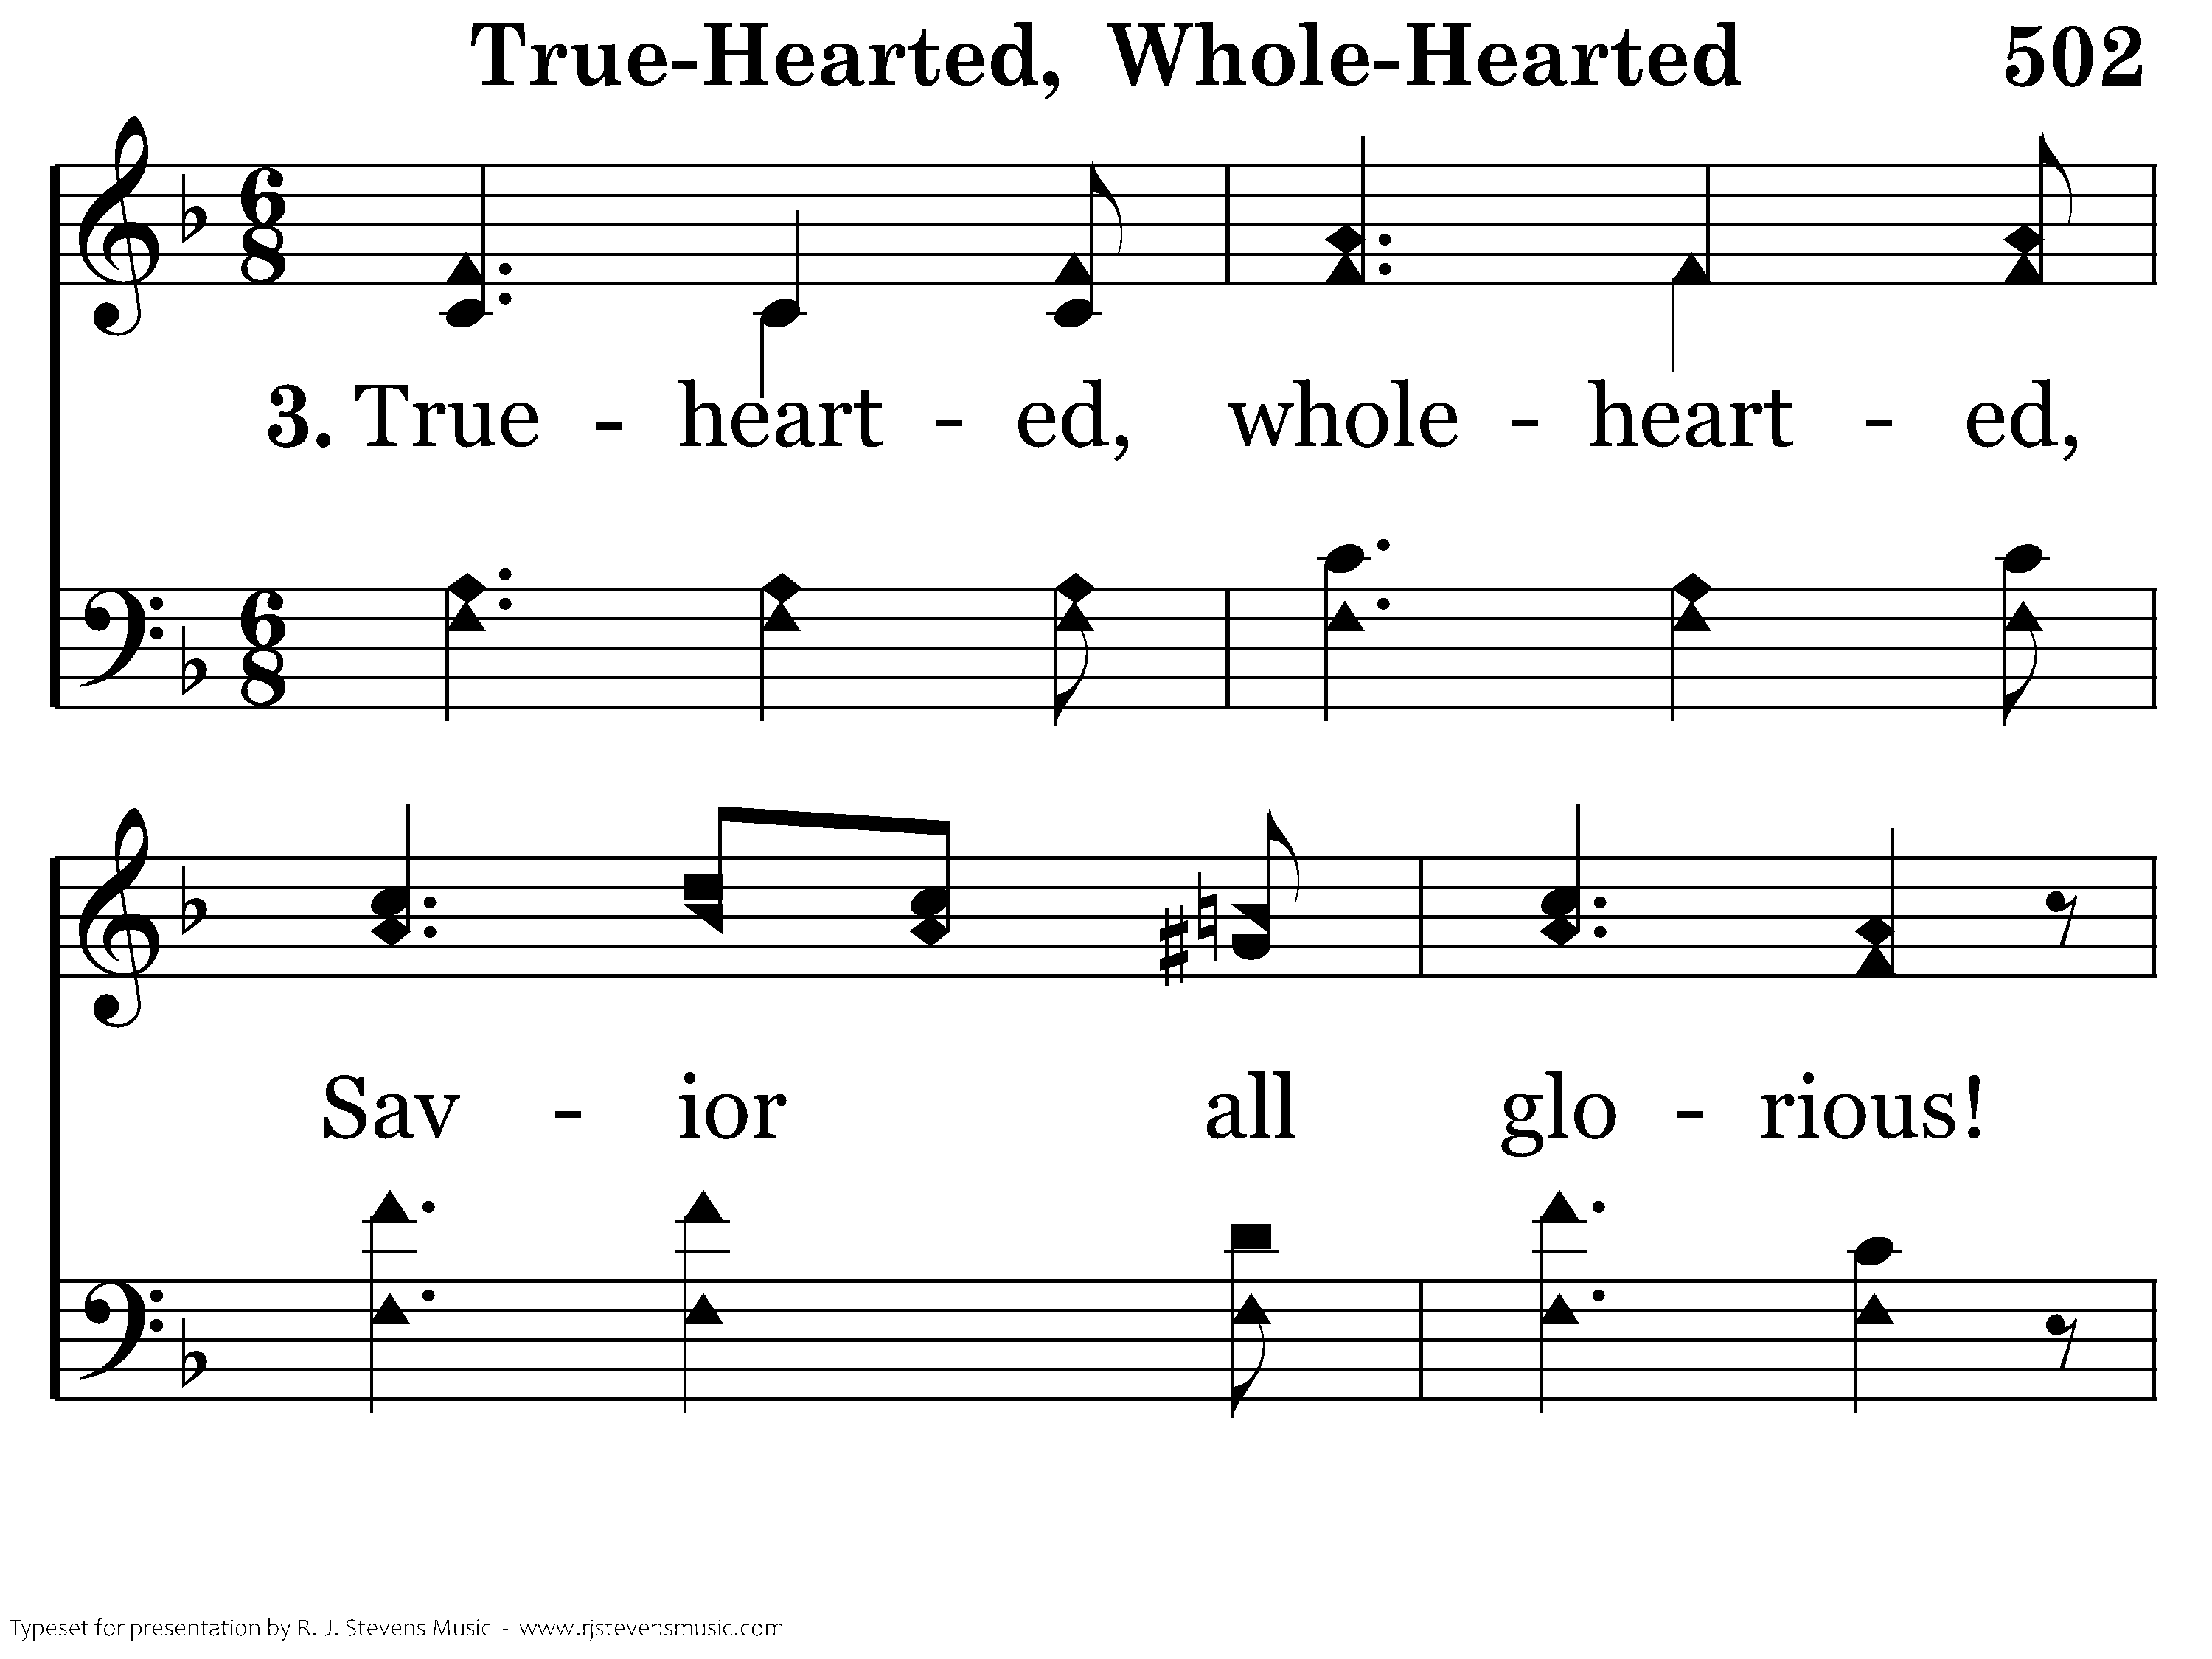 True-Hearted, Whole-Hearted 502
3. True - heart - ed, whole - heart - ed,
Sav - ior all glo - rious!
Typeset for presentation by R. J. Stevens Music - www.rjstevensmusic.com